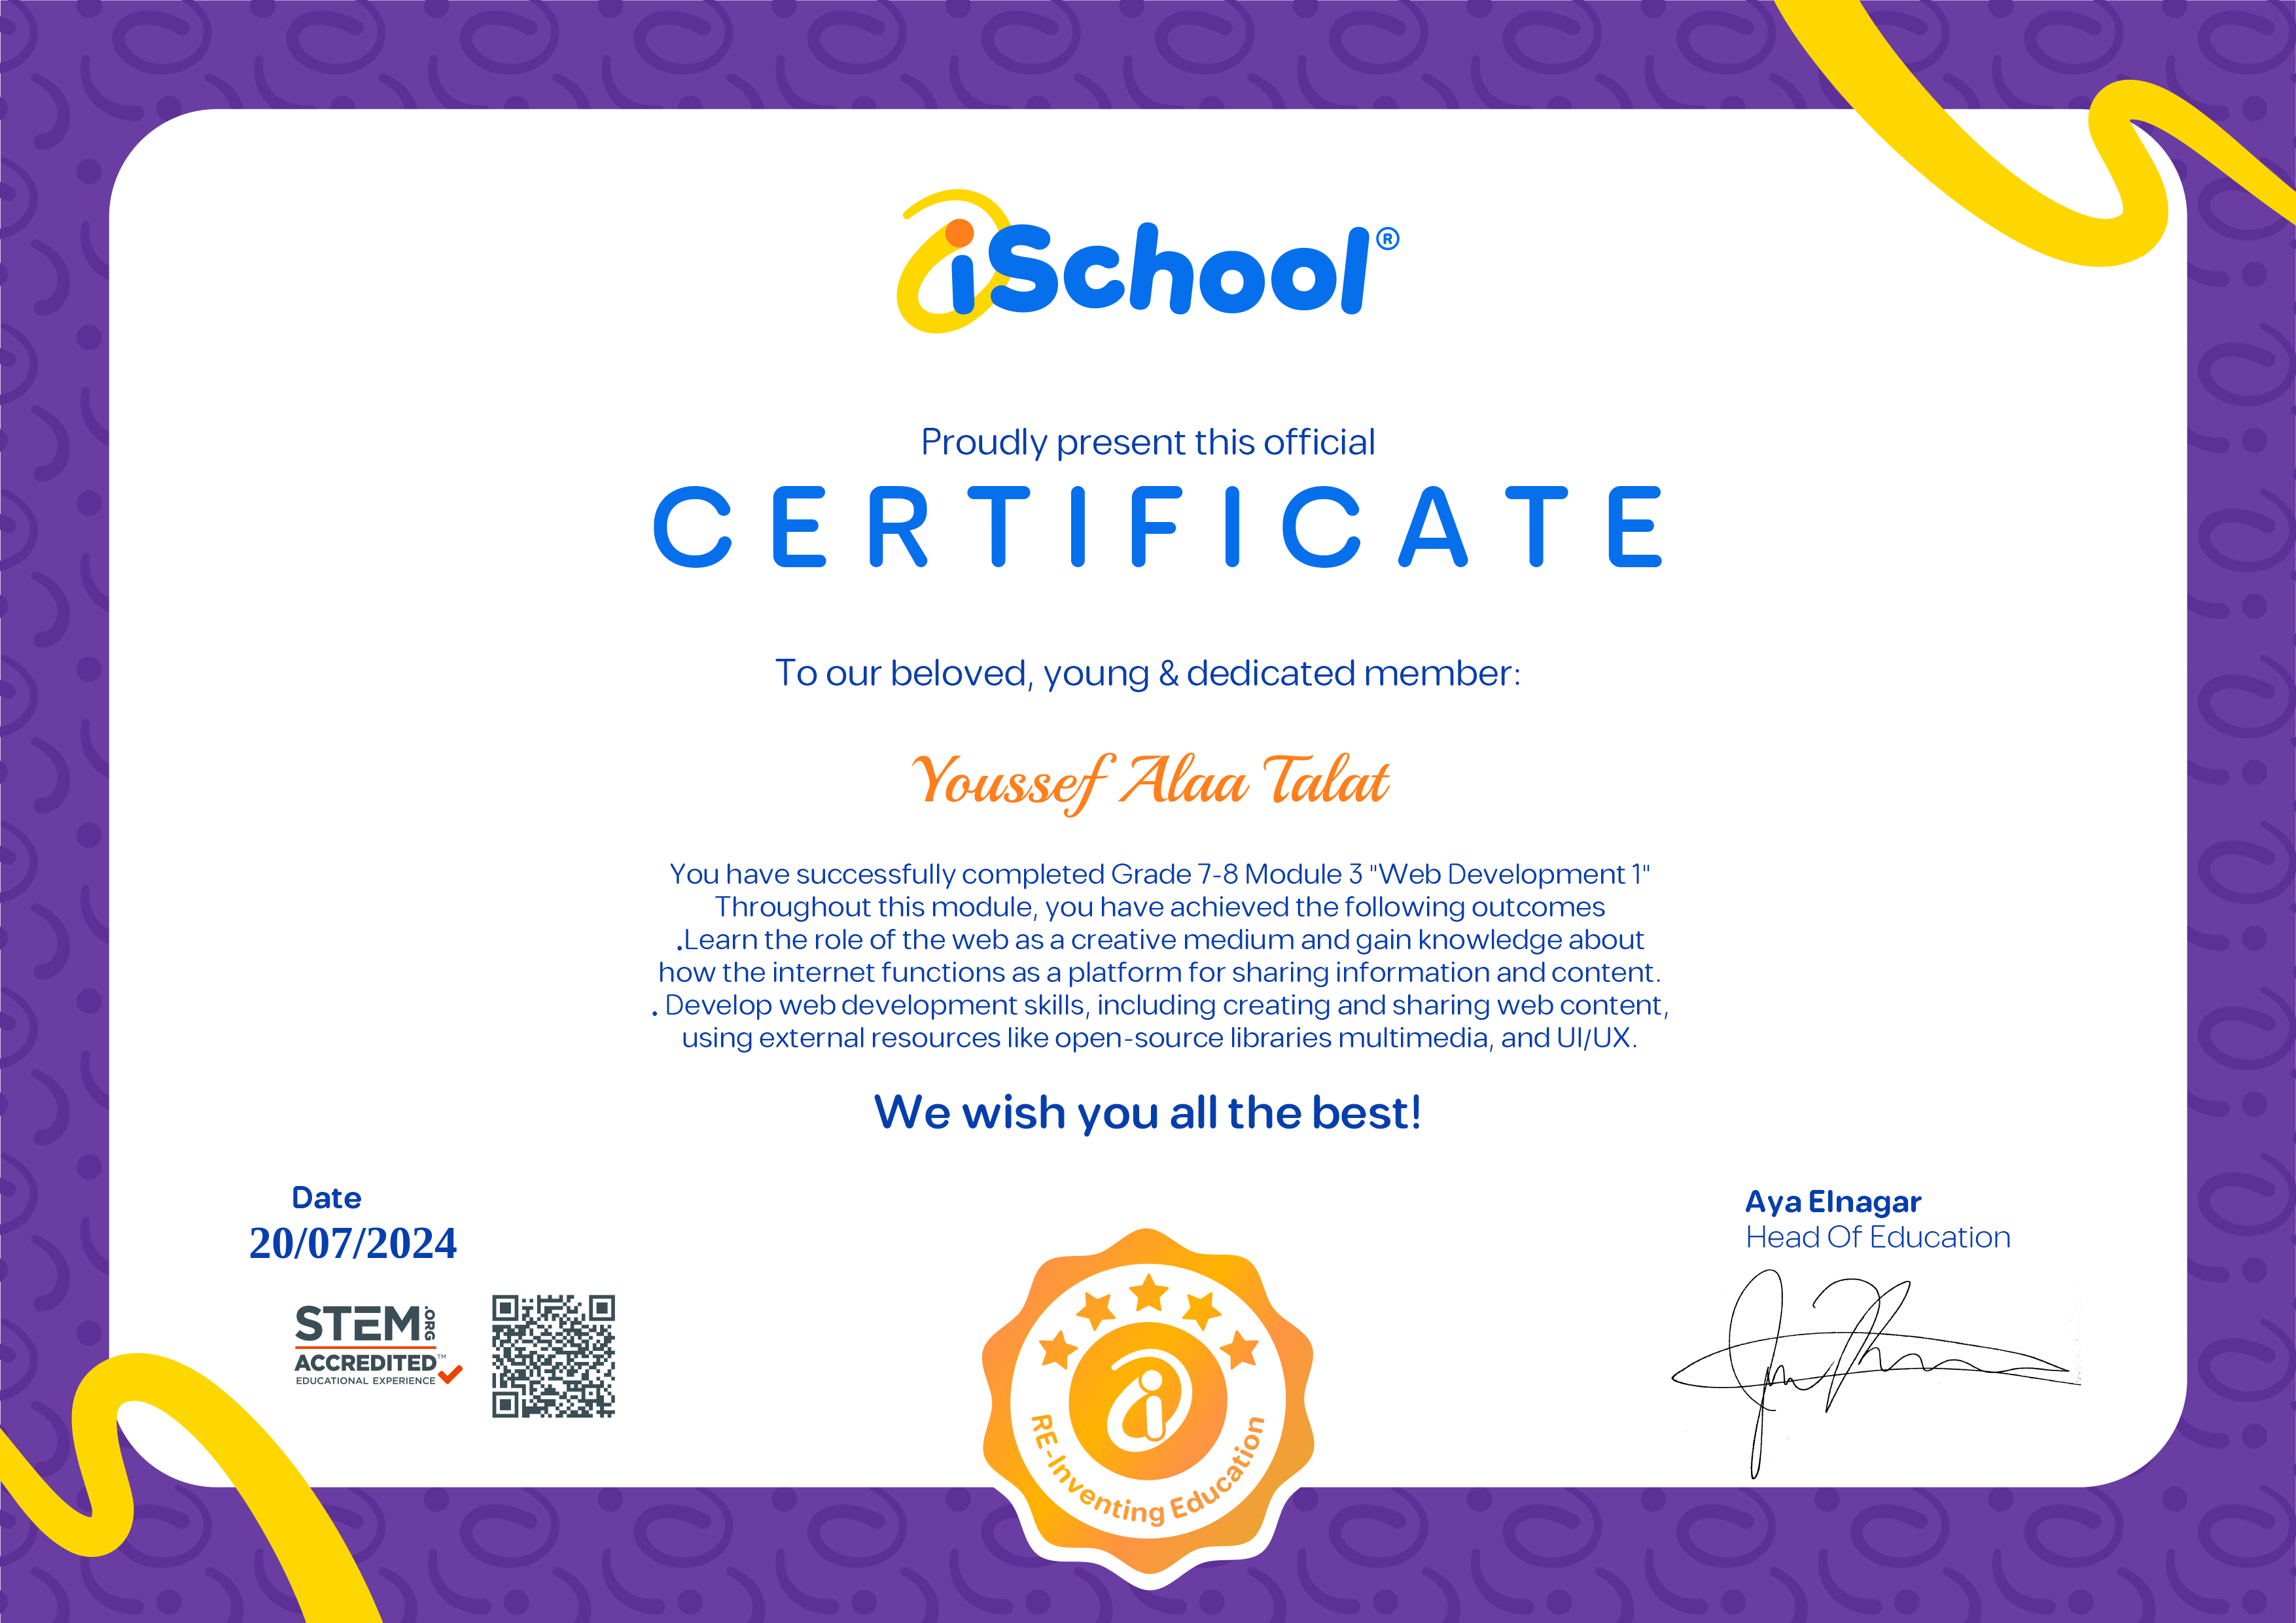 iSchool®
Proudly present this official
CERTIFICATE
To our beloved, young & dedicated member:
Youssef Alaa Talat
You have successfully completed Grade 7-8 Module 3 "Web Development 1"
Throughout this module, you have achieved the following outcomes
.Learn the role of the web as a creative medium and gain knowledge about
how the internet functions as a platform for sharing information and content.
. Develop web development skills, including creating and sharing web content,
using external resources like open-source libraries multimedia, and UI/UX.
We wish you all the best!
Date
20/07/2024
STEM.ORG
ACCREDITED™
EDUCATIONAL EXPERIENCE
RE-Inventing Education
Aya Elnagar
Head Of Education